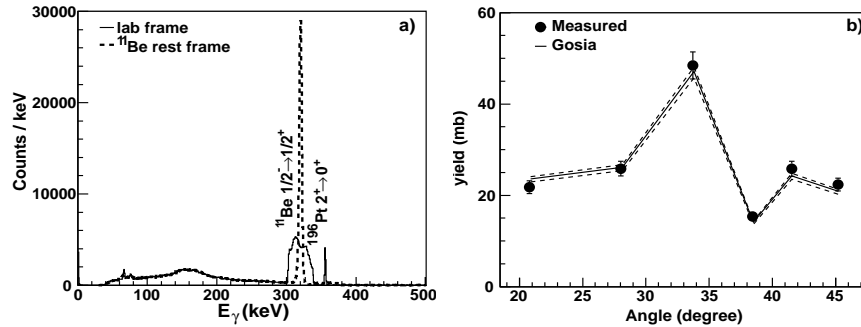 a)
lab frame
¹¹Be rest frame
Counts / keV
30000
20000
10000
0
¹¹Be 1/2⁻→1/2⁺
¹⁹⁶Pt 2⁺→0⁺
0 100 200 300 400 500
Eγ (keV)
b)
Measured
Gosia
yield (mb)
60
40
20
0
20 25 30 35 40 45
Angle (degree)